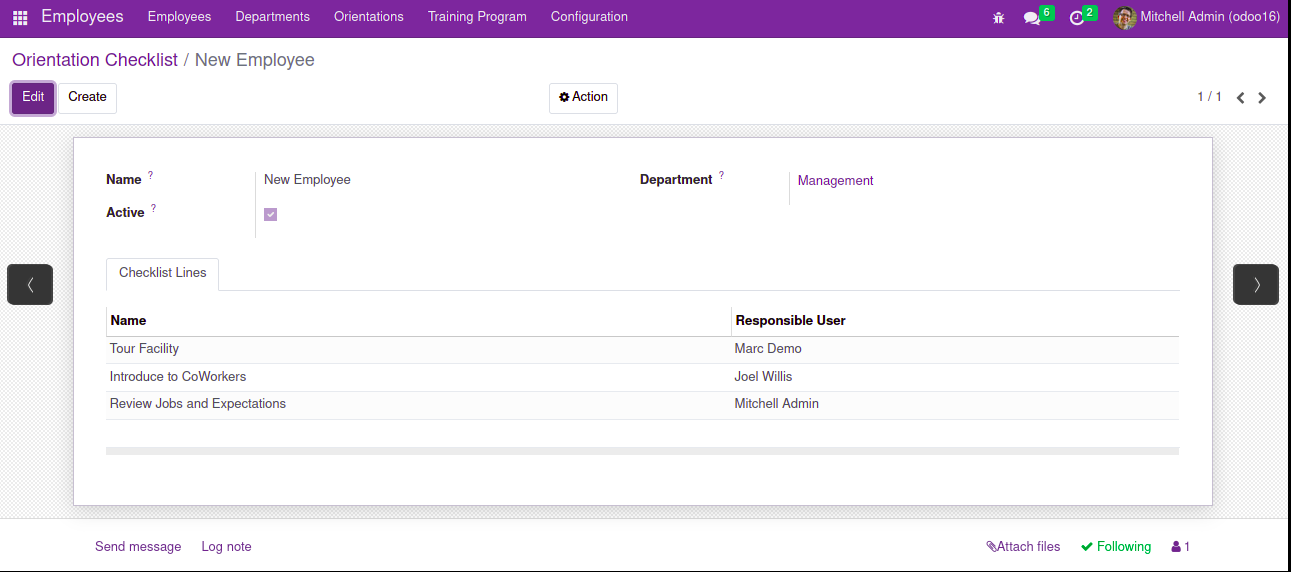 Employees Employees Departments Orientations Training Program Configuration 6 2 Mitchell Admin (odoo16)
Orientation Checklist / New Employee
Edit Create Action 1 / 1
Name ? New Employee Department ? Management
Active ?
Checklist Lines
Name Responsible User
Tour Facility Marc Demo
Introduce to CoWorkers Joel Willis
Review Jobs and Expectations Mitchell Admin
Send message Log note Attach files Following 1